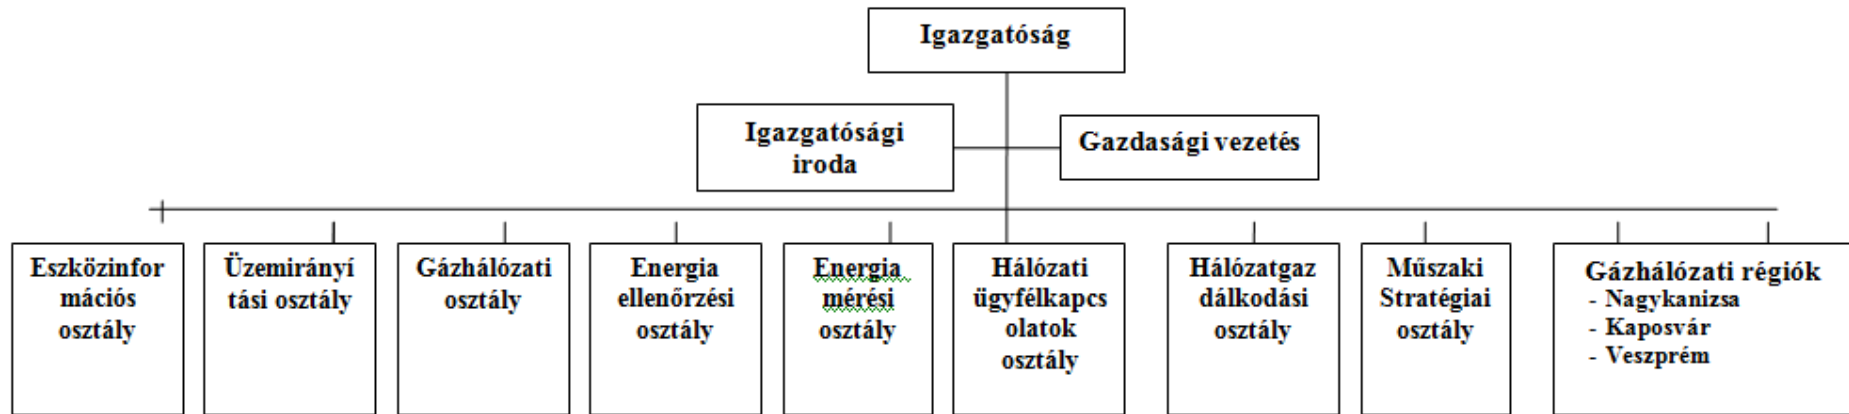 Igazgatóság
Igazgatósági
iroda
Gazdasági vezetés
Eszközinfor
mációs
osztály
Üzemirányí
tási osztály
Gázhálózati
osztály
Energia
ellenőrzési
osztály
Energia
mérési
osztály
Hálózati
ügyfélkapcs
olatok
osztály
Hálózatgaz
dálkodási
osztály
Műszaki
Stratégiai
osztály
Gázhálózati régiók
- Nagykanizsa
- Kaposvár
- Veszprém